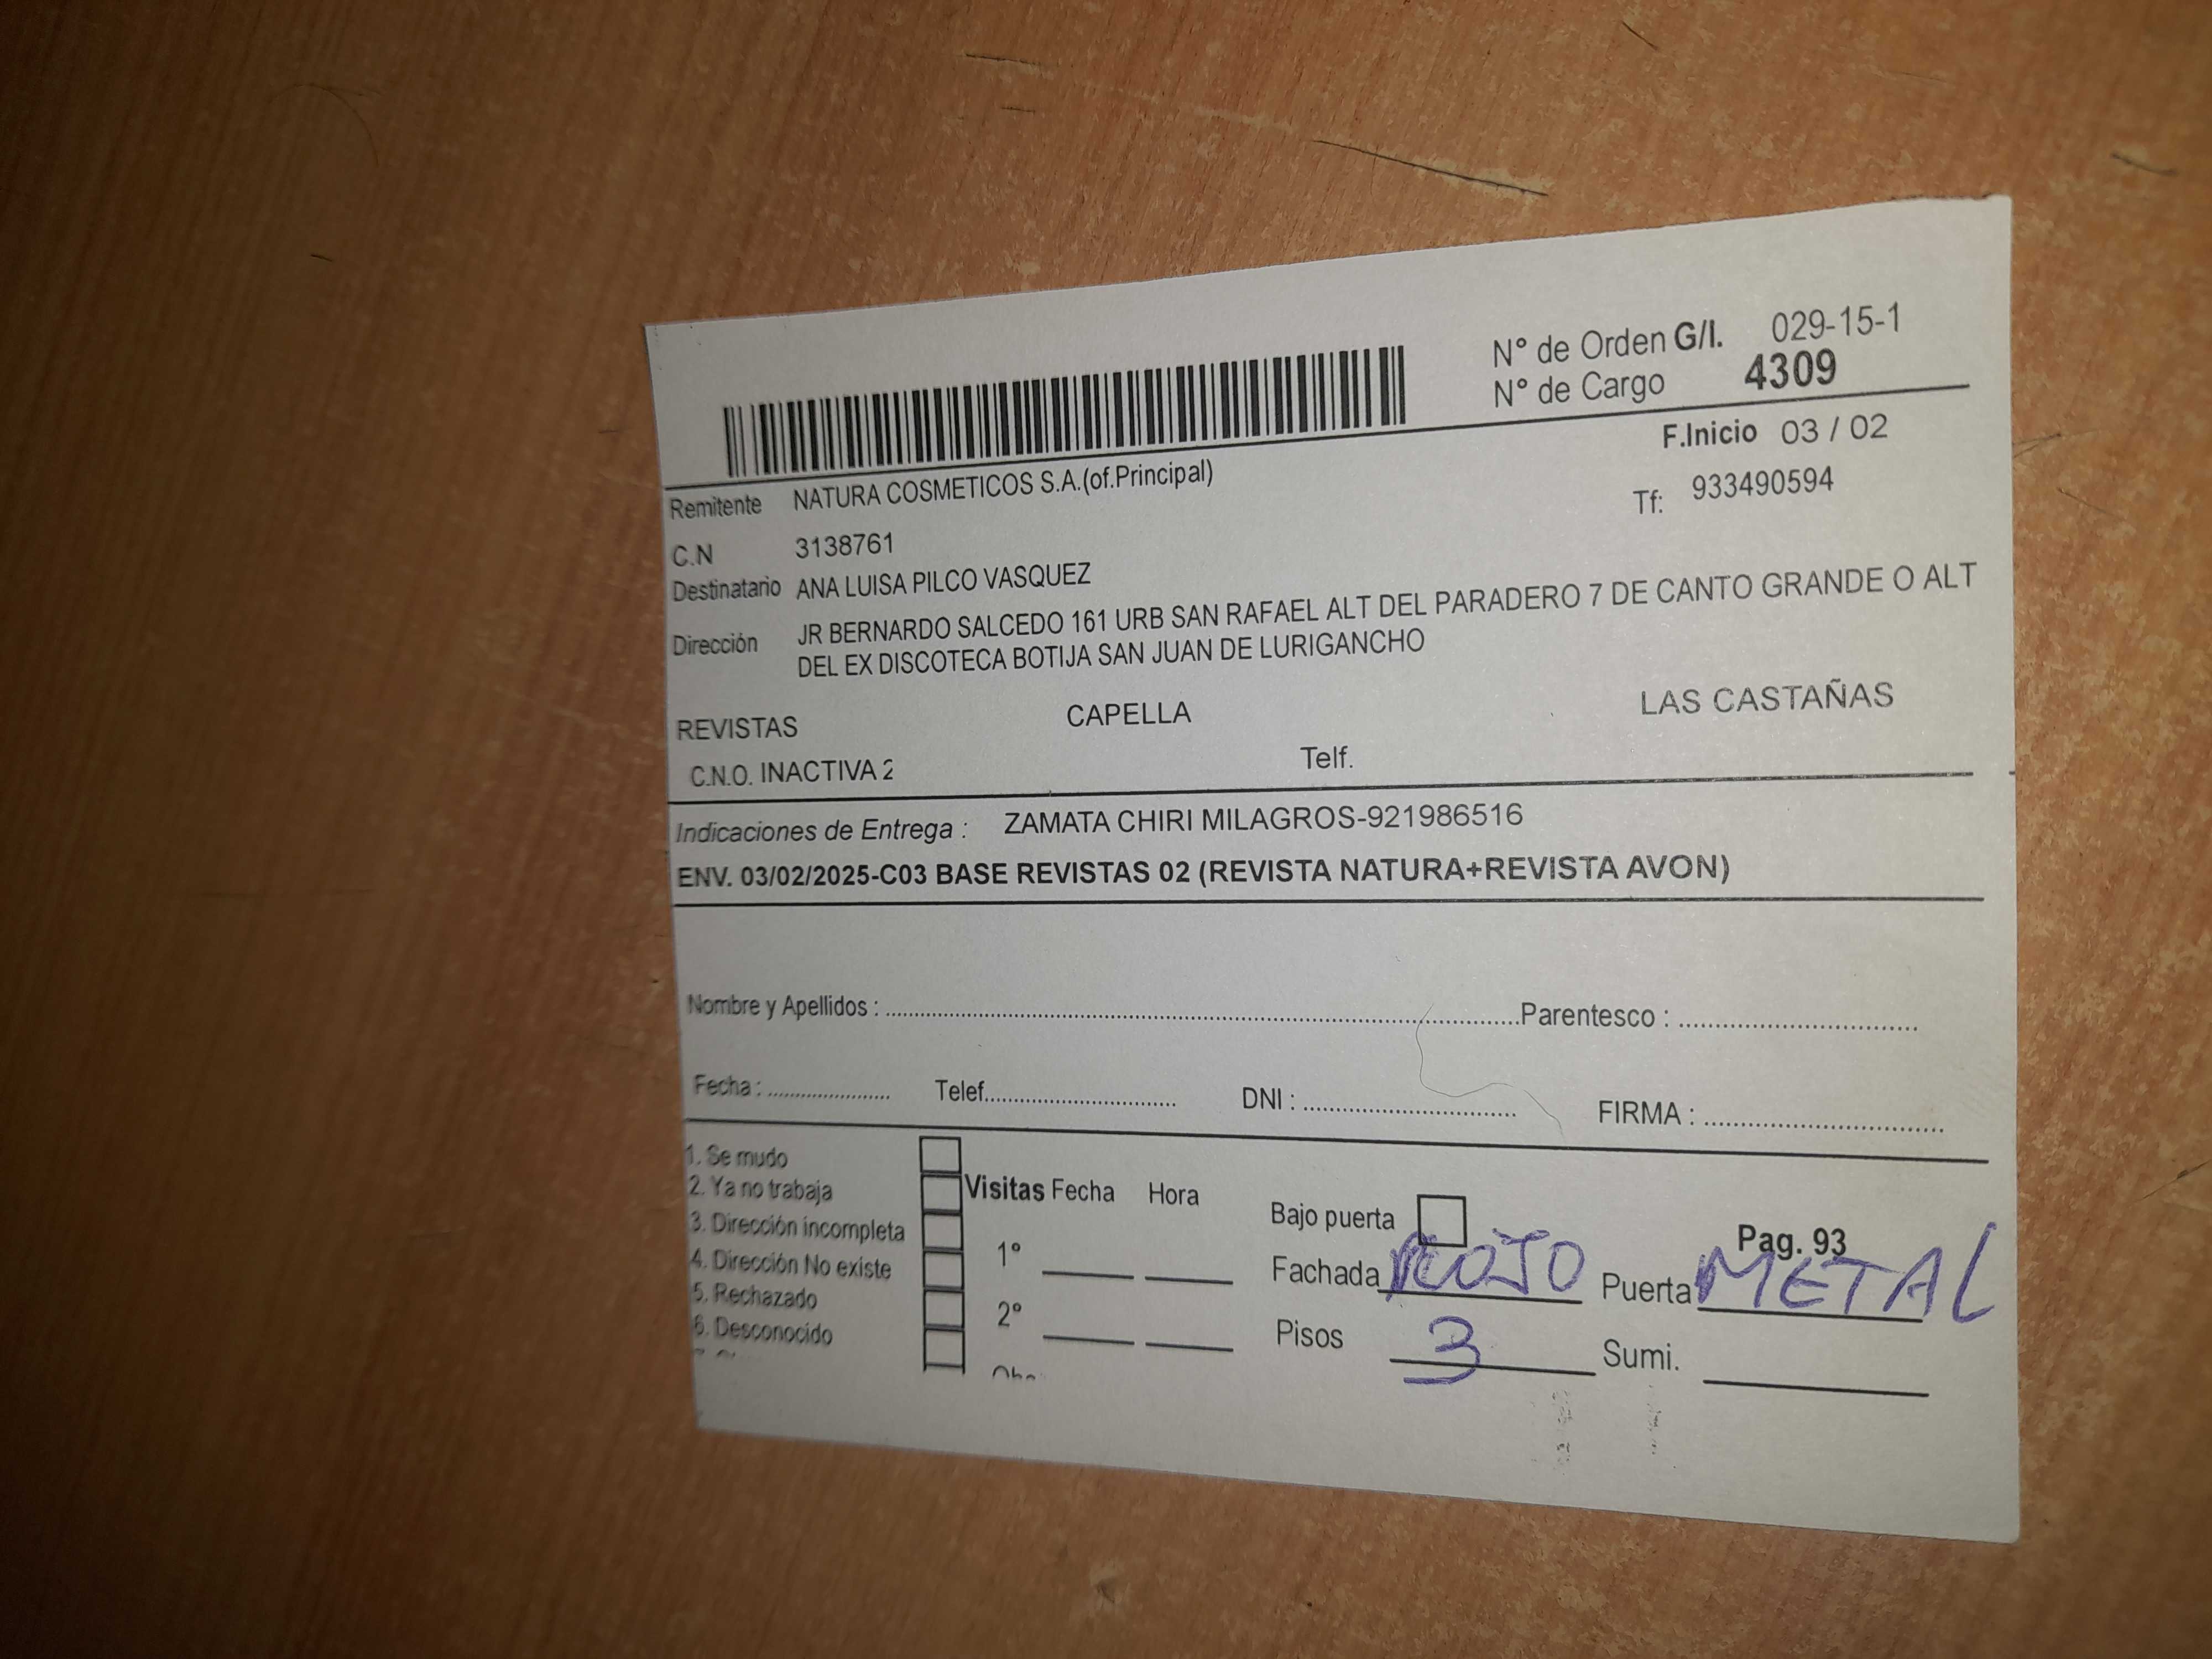 N° de Orden G/I. 029-15-1
N° de Cargo 4309
F.Inicio 03 / 02
Remitente NATURA COSMETICOS S.A.(of.Principal)
Tf: 933490594
C.N 3138761
Destinatario ANA LUISA PILCO VASQUEZ
Dirección JR BERNARDO SALCEDO 161 URB SAN RAFAEL ALT DEL PARADERO 7 DE CANTO GRANDE O ALT
DEL EX DISCOTECA BOTIJA SAN JUAN DE LURIGANCHO
REVISTAS CAPELLA LAS CASTAÑAS
C.N.O. INACTIVA 2 Telf.
Indicaciones de Entrega : ZAMATA CHIRI MILAGROS-921986516
ENV. 03/02/2025-C03 BASE REVISTAS 02 (REVISTA NATURA+REVISTA AVON)
Nombre y Apellidos : Parentesco :
Fecha : Telef. DNI : FIRMA :
1. Se mudo
2. Ya no trabaja
3. Dirección incompleta
4. Dirección No existe
5. Rechazado
6. Desconocido
Visitas Fecha Hora
1°
2°
Bajo puerta
Pag. 93
Fachada ROJO Puerta METAL
Pisos 3 Sumi.